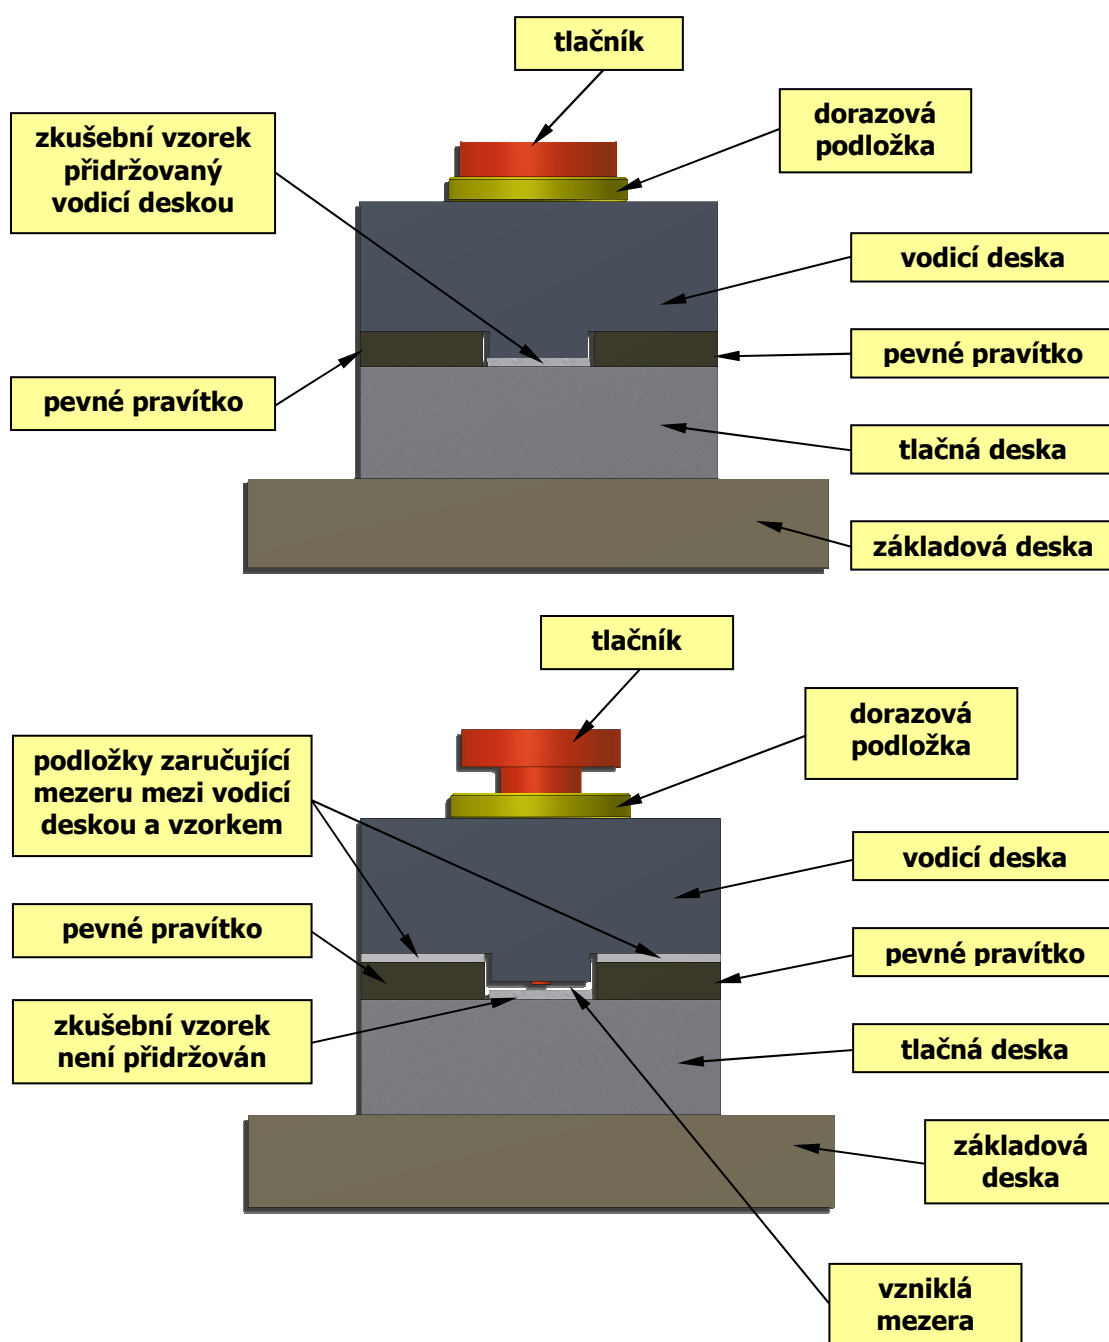 tlačník
dorazová
podložka
zkušební vzorek
přidržovaný
vodicí deskou
vodicí deska
pevné pravítko
pevné pravítko
tlačná deska
základová deska
tlačník
dorazová
podložka
podložky zaručující
mezeru mezi vodicí
deskou a vzorkem
vodicí deska
pevné pravítko
pevné pravítko
zkušební vzorek
není přidržován
tlačná deska
základová
deska
vzniklá
mezera